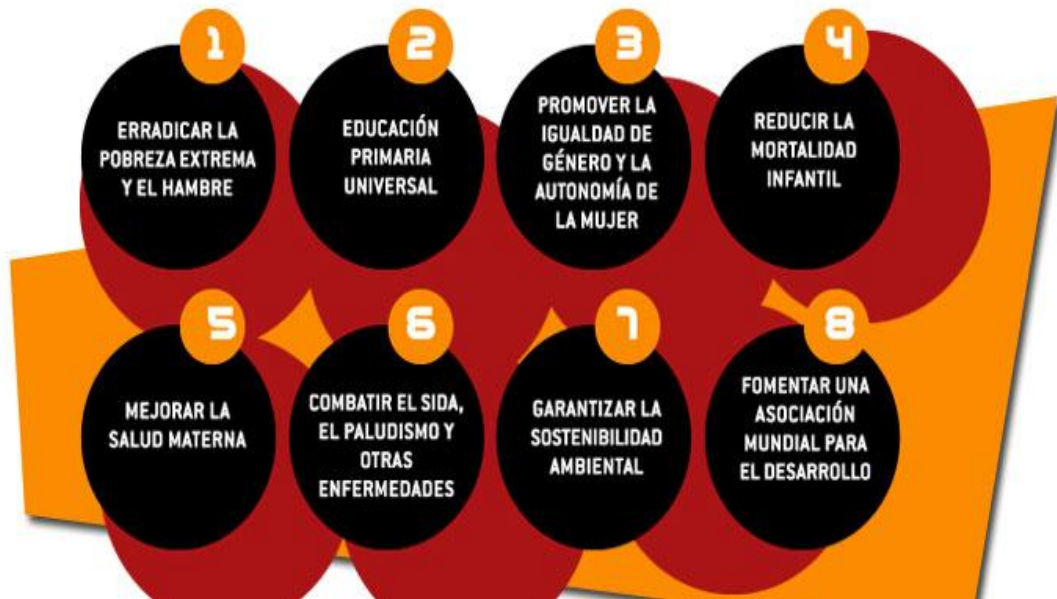 1
ERRADICAR LA
POBREZA EXTREMA
Y EL HAMBRE
2
EDUCACIÓN
PRIMARIA
UNIVERSAL
3
PROMOVER LA
IGUALDAD DE
GÉNERO Y LA
AUTONOMÍA DE
LA MUJER
4
REDUCIR LA
MORTALIDAD
INFANTIL
5
MEJORAR LA
SALUD MATERNA
6
COMBATIR EL SIDA,
EL PALUDISMO Y
OTRAS
ENFERMEDADES
7
GARANTIZAR LA
SOSTENIBILIDAD
AMBIENTAL
8
FOMENTAR UNA
ASOCIACIÓN
MUNDIAL PARA
EL DESARROLLO